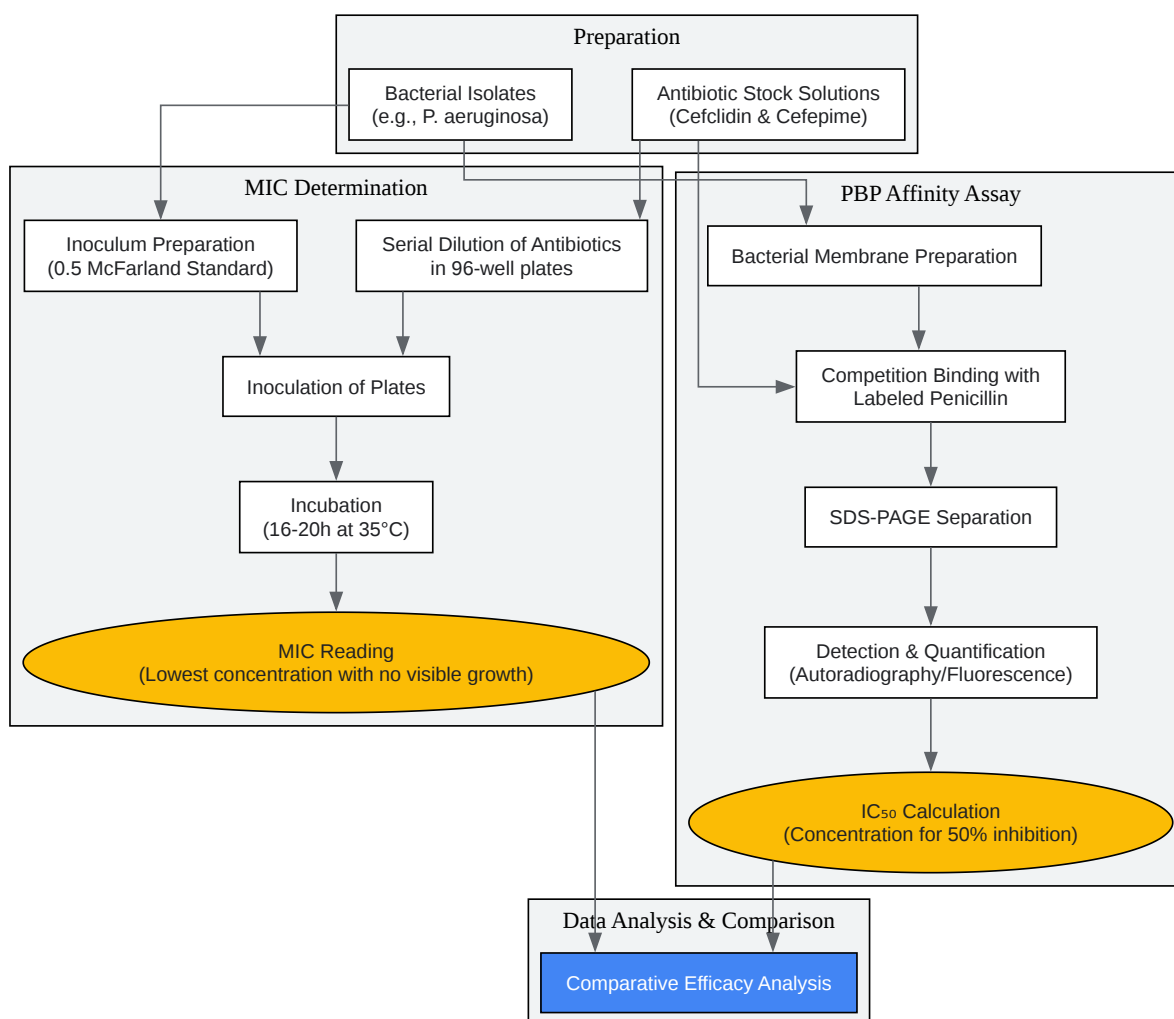 Preparation
Bacterial Isolates
(e.g., P. aeruginosa)
Antibiotic Stock Solutions
(Cefclidin & Cefepime)
MIC Determination
Inoculum Preparation
(0.5 McFarland Standard)
Serial Dilution of Antibiotics
in 96-well plates
Inoculation of Plates
Incubation
(16-20h at 35°C)
MIC Reading
(Lowest concentration with no visible growth)
PBP Affinity Assay
Bacterial Membrane Preparation
Competition Binding with
Labeled Penicillin
SDS-PAGE Separation
Detection & Quantification
(Autoradiography/Fluorescence)
IC₅₀ Calculation
(Concentration for 50% inhibition)
Data Analysis & Comparison
Comparative Efficacy Analysis